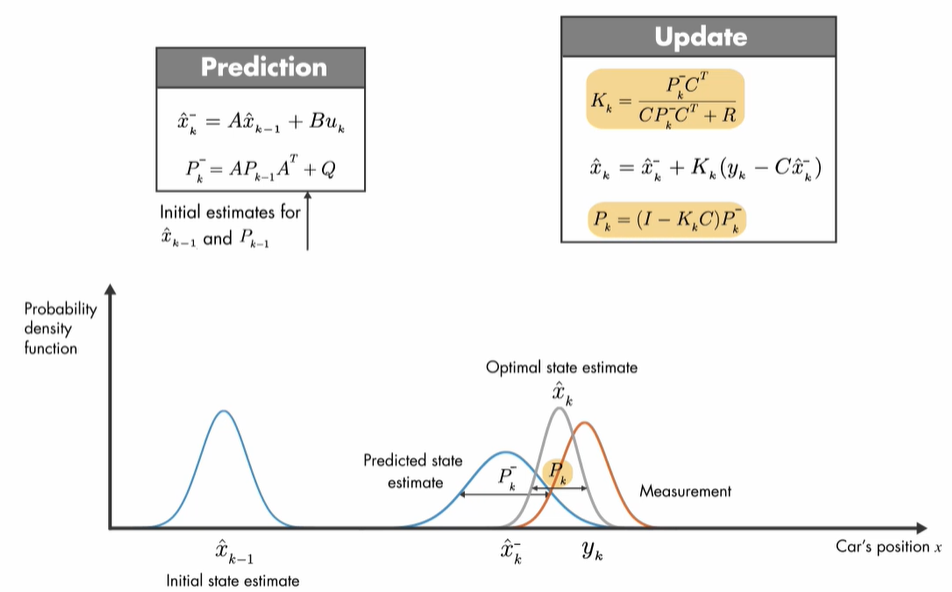 Prediction
x̂ₖ⁻ = Ax̂ₖ₋₁ + Buₖ
Pₖ⁻ = APₖ₋₁Aᵀ + Q
Initial estimates for
x̂ₖ₋₁ and Pₖ₋₁
Update
Kₖ = Pₖ⁻Cᵀ / CPₖ⁻Cᵀ + R
x̂ₖ = x̂ₖ⁻ + Kₖ(yₖ − Cx̂ₖ⁻)
Pₖ = (I − KₖC)Pₖ⁻
Probability
density
function
Optimal state estimate
x̂ₖ
Predicted state
estimate
Pₖ⁻
Pₖ
Measurement
x̂ₖ₋₁
Initial state estimate
x̂ₖ⁻
yₖ
Car's position x